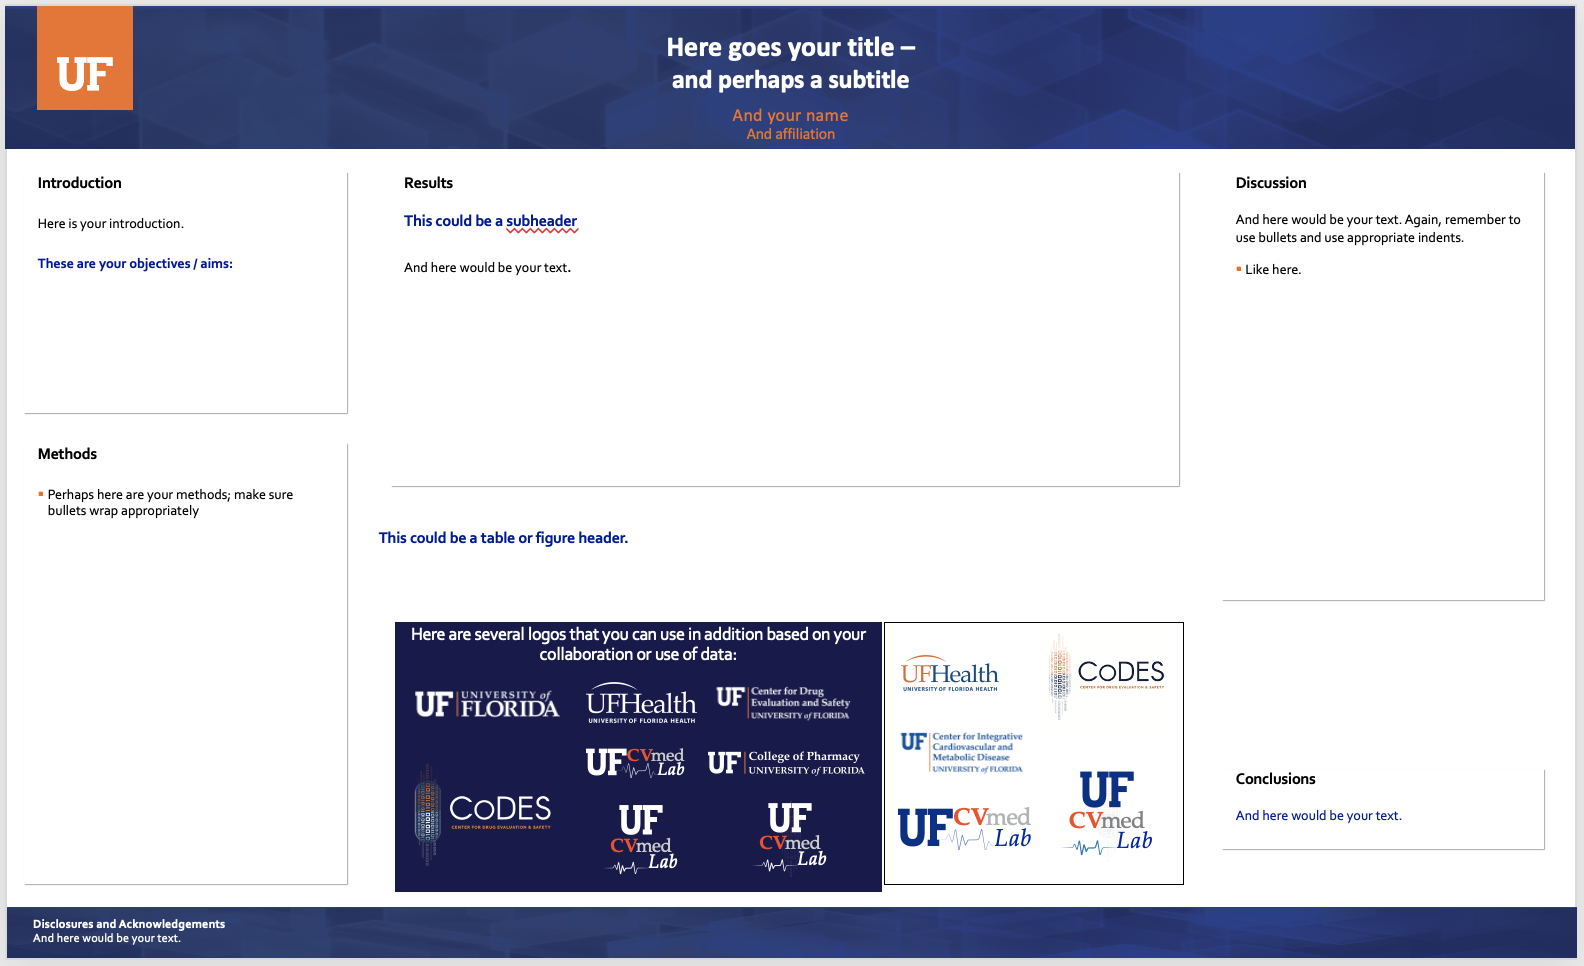 UF
Here goes your title –
and perhaps a subtitle
And your name
And affiliation
Introduction
Here is your introduction.
These are your objectives / aims:
Methods
▪ Perhaps here are your methods; make sure
bullets wrap appropriately
Results
This could be a subheader
And here would be your text.
This could be a table or figure header.
Here are several logos that you can use in addition based on your
collaboration or use of data:
UF UNIVERSITY of
FLORIDA
UFHealth
UNIVERSITY OF FLORIDA HEALTH
UF Center for Drug
Evaluation and Safety
UNIVERSITY of FLORIDA
UF CVmed
Lab
UF College of Pharmacy
UNIVERSITY of FLORIDA
CoDES
CENTER FOR DRUG EVALUATION & SAFETY
UF
CVmed
Lab
UF
CVmed
Lab
UFHealth
UNIVERSITY OF FLORIDA HEALTH
CoDES
CENTER FOR DRUG EVALUATION & SAFETY
UF Center for Integrative
Cardiovascular and
Metabolic Disease
UNIVERSITY of FLORIDA
UF CVmed
Lab
UF
CVmed
Lab
Discussion
And here would be your text. Again, remember to
use bullets and use appropriate indents.
▪ Like here.
Conclusions
And here would be your text.
Disclosures and Acknowledgements
And here would be your text.